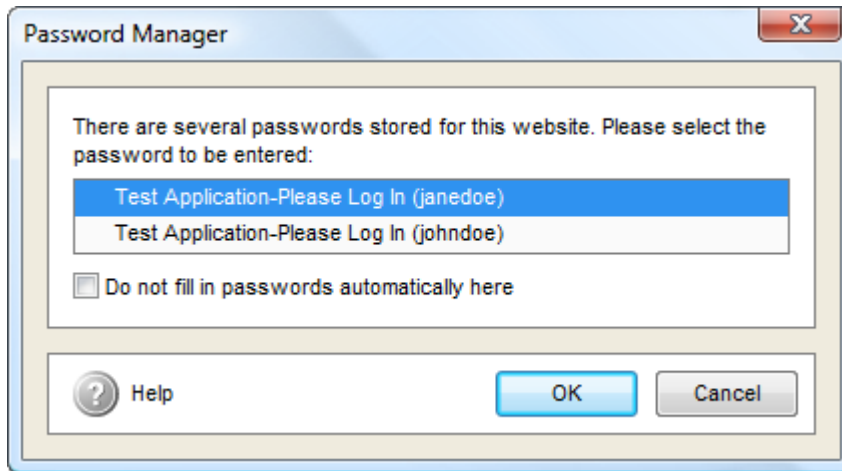 Password Manager
There are several passwords stored for this website. Please select the
password to be entered:
Test Application-Please Log In (janedoe)
Test Application-Please Log In (johndoe)
Do not fill in passwords automatically here
Help
OK
Cancel